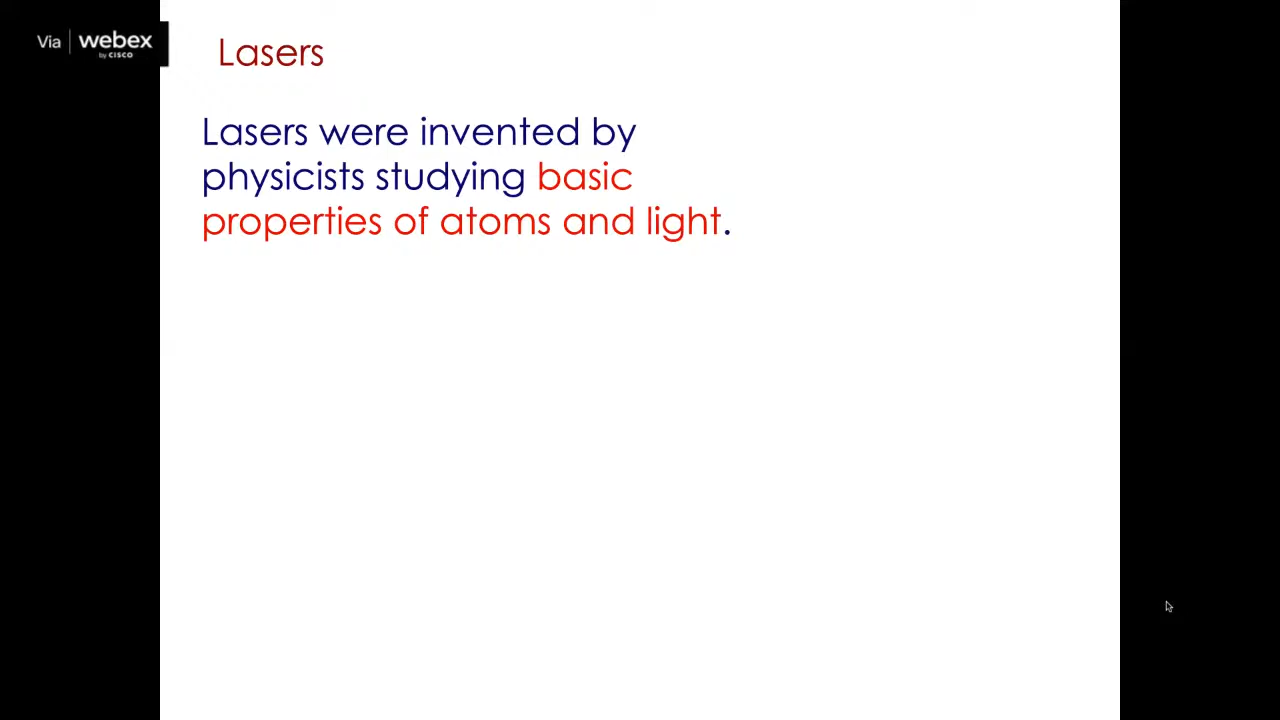 Via webex
by CISCO
Lasers
Lasers were invented by
physicists studying basic
properties of atoms and light.